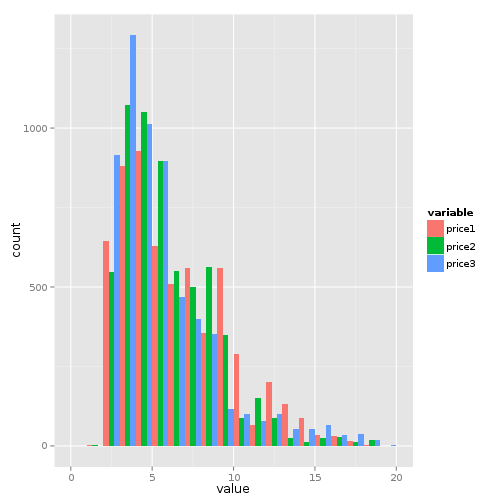 1000
500
0
count
0 5 10 15 20
value
variable
price1
price2
price3